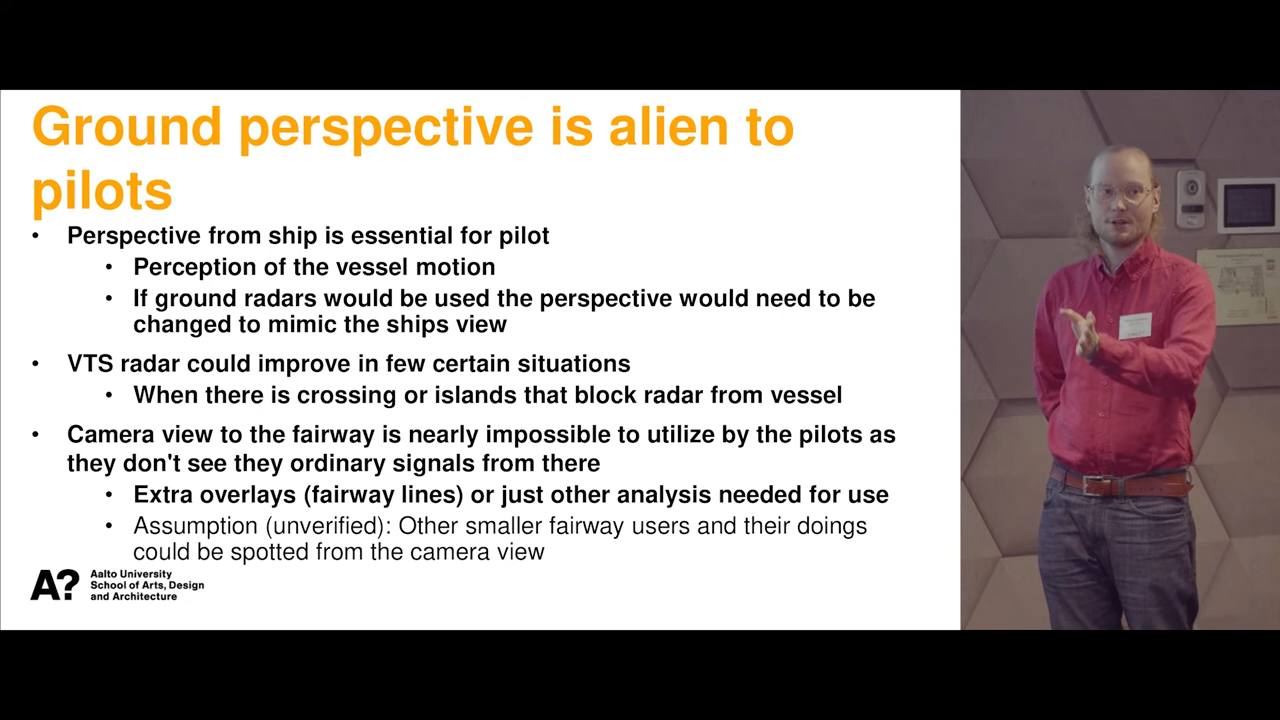 Ground perspective is alien to
pilots
• Perspective from ship is essential for pilot
• Perception of the vessel motion
• If ground radars would be used the perspective would need to be
changed to mimic the ships view
• VTS radar could improve in few certain situations
• When there is crossing or islands that block radar from vessel
• Camera view to the fairway is nearly impossible to utilize by the pilots as
they don't see they ordinary signals from there
• Extra overlays (fairway lines) or just other analysis needed for use
• Assumption (unverified): Other smaller fairway users and their doings
could be spotted from the camera view
A?
Aalto University
School of Arts, Design
and Architecture